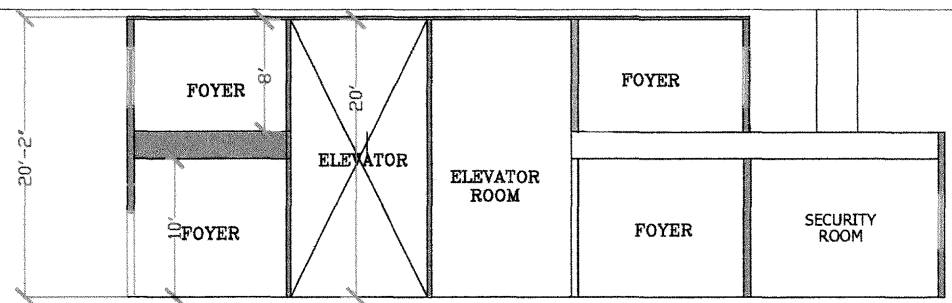 8'
FOYER
FOYER
20'
20'-2"
ELEVATOR
ELEVATOR
ROOM
10'
FOYER
FOYER
SECURITY
ROOM